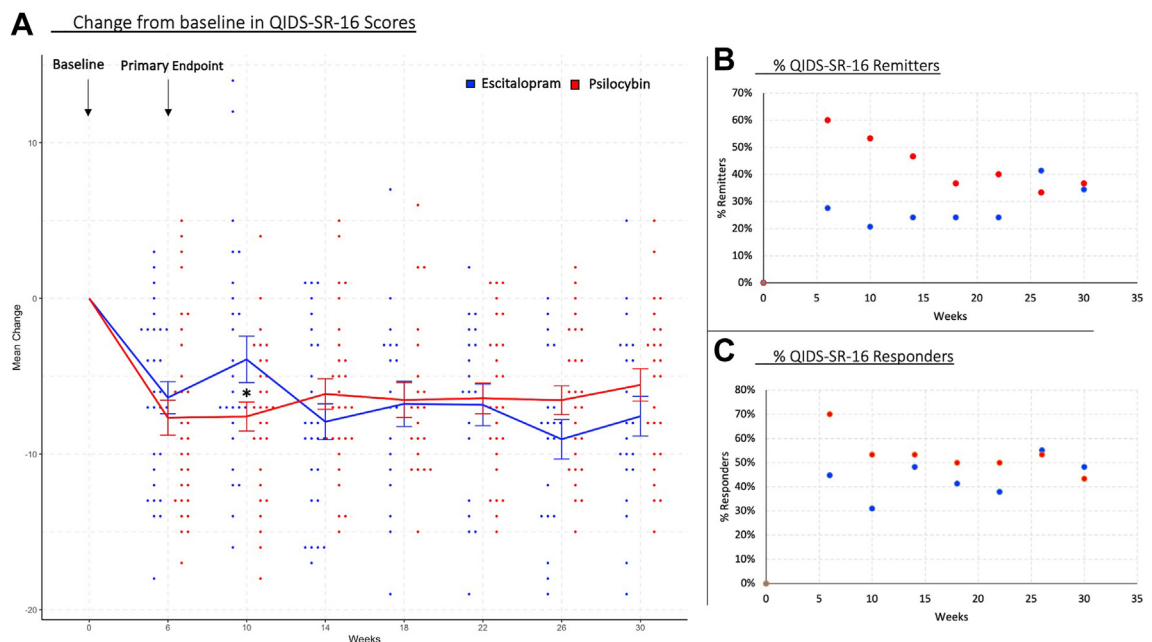 A
Change from baseline in QIDS-SR-16 Scores
Baseline
Primary Endpoint
Escitalopram
Psilocybin
Mean Change
10
0
-10
-20
*
0 6 10 14 18 22 26 30
Weeks
B
% QIDS-SR-16 Remitters
% Remitters
70%
60%
50%
40%
30%
20%
10%
0%
0 5 10 15 20 25 30 35
Weeks
C
% QIDS-SR-16 Responders
% Responders
80%
70%
60%
50%
40%
30%
20%
10%
0%
0 5 10 15 20 25 30 35
Weeks